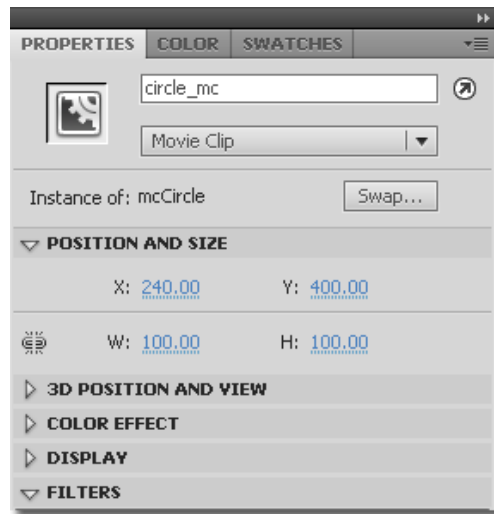 PROPERTIES COLOR SWATCHES
circle_mc
Movie Clip
Instance of: mcCircle Swap...
POSITION AND SIZE
X: 240.00 Y: 400.00
W: 100.00 H: 100.00
3D POSITION AND VIEW
COLOR EFFECT
DISPLAY
FILTERS